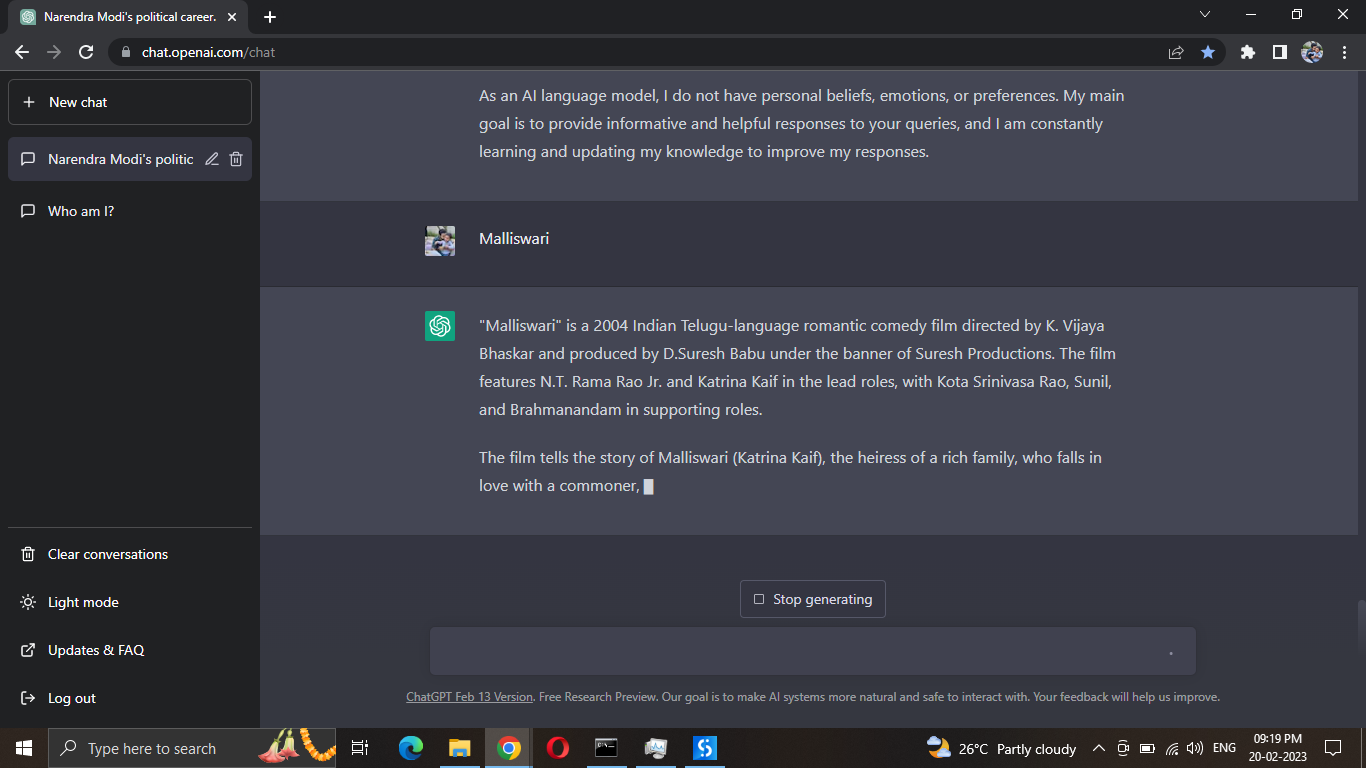 Narendra Modi's political career.
chat.openai.com/chat
New chat
Narendra Modi's politic
Who am I?
As an AI language model, I do not have personal beliefs, emotions, or preferences. My main
goal is to provide informative and helpful responses to your queries, and I am constantly
learning and updating my knowledge to improve my responses.
Malliswari
"Malliswari" is a 2004 Indian Telugu-language romantic comedy film directed by K. Vijaya
Bhaskar and produced by D.Suresh Babu under the banner of Suresh Productions. The film
features N.T. Rama Rao Jr. and Katrina Kaif in the lead roles, with Kota Srinivasa Rao, Sunil,
and Brahmanandam in supporting roles.
The film tells the story of Malliswari (Katrina Kaif), the heiress of a rich family, who falls in
love with a commoner,
Clear conversations
Light mode
Updates & FAQ
Log out
Stop generating
ChatGPT Feb 13 Version. Free Research Preview. Our goal is to make AI systems more natural and safe to interact with. Your feedback will help us improve.
Type here to search
26°C Partly cloudy
ENG
09:19 PM
20-02-2023